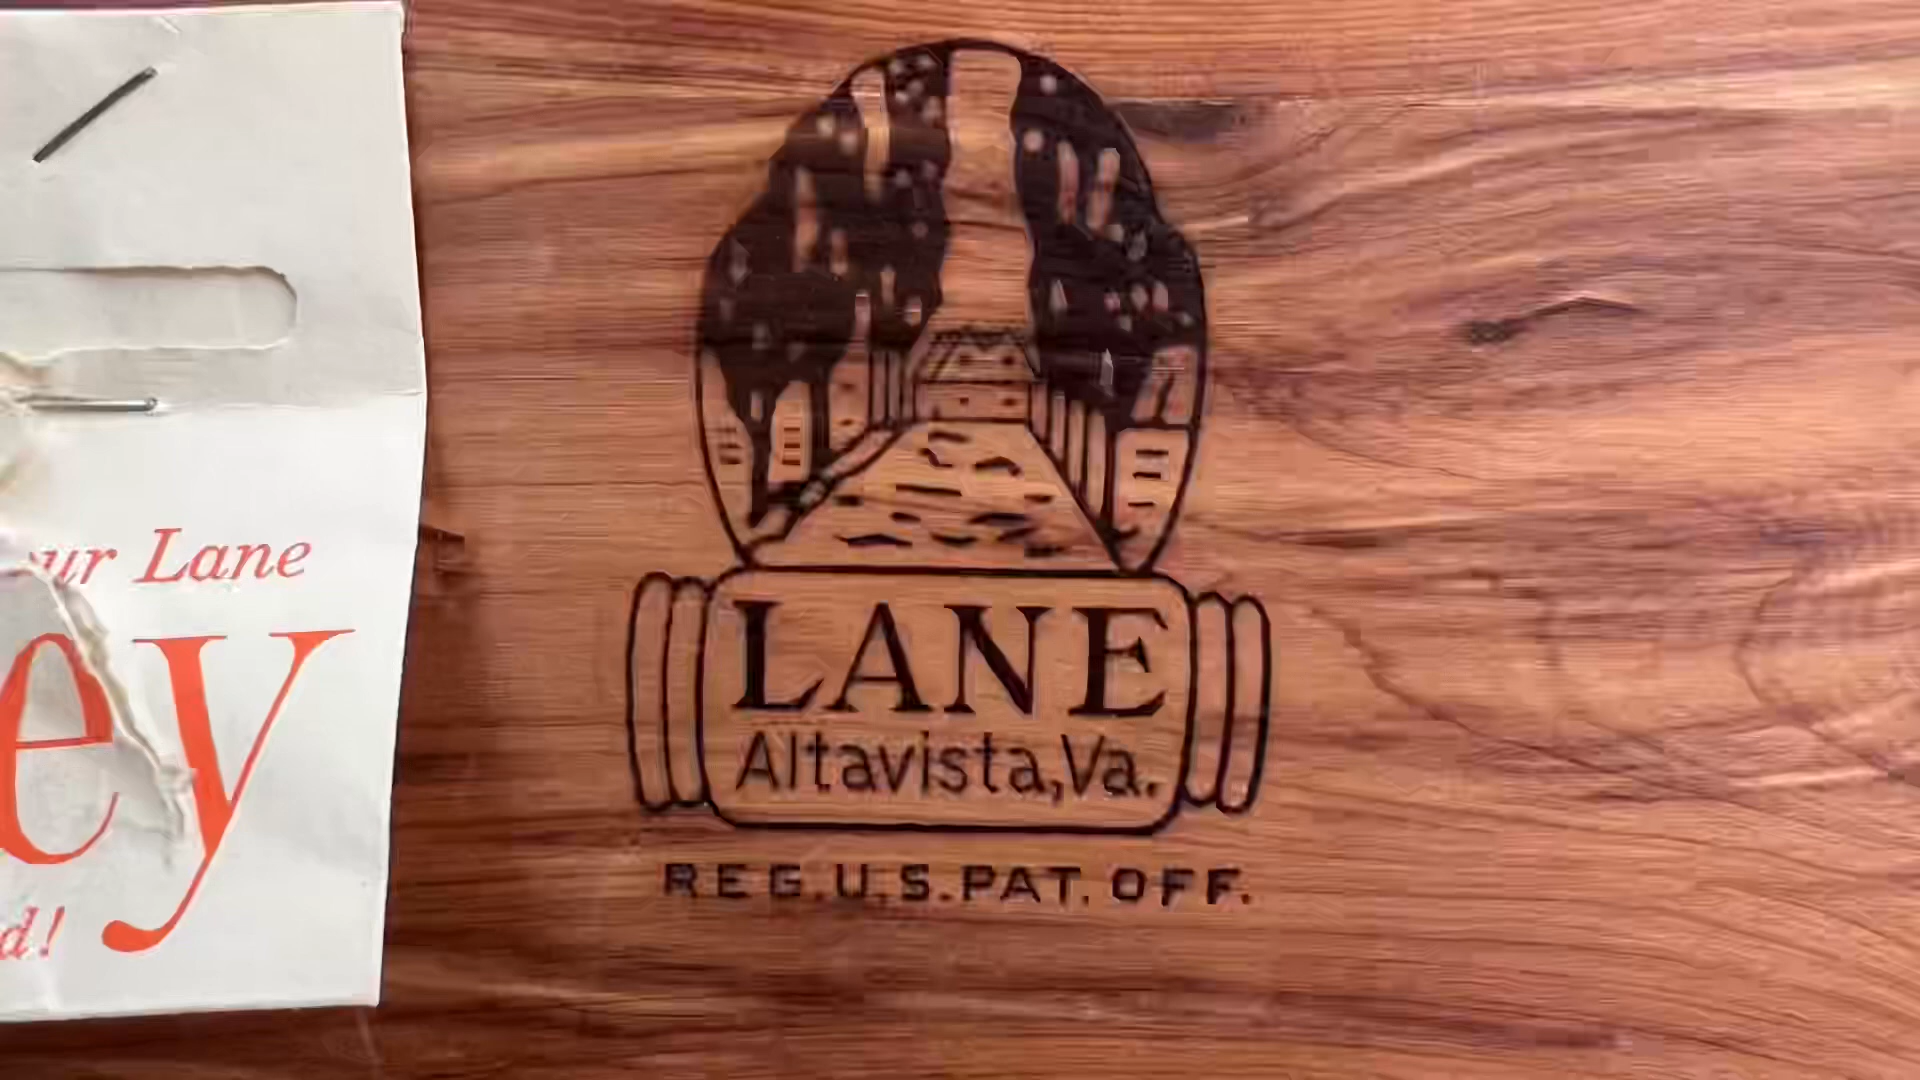 ur Lane
ey
d!
LANE
Altavista,Va.
REG.U.S.PAT. OFF.